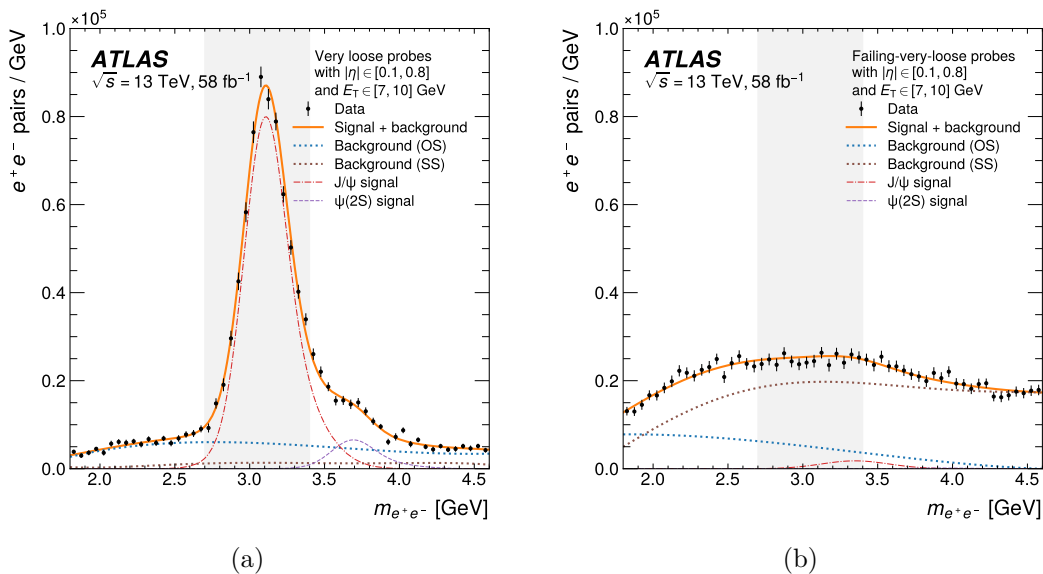 ×10⁵
1.0
0.8
0.6
0.4
0.2
0.0
e⁺e⁻ pairs / GeV
ATLAS
√s = 13 TeV, 58 fb⁻¹
Very loose probes
with |η| ∈ [0.1, 0.8]
and E_T ∈ [7, 10] GeV
Data
Signal + background
Background (OS)
Background (SS)
J/ψ signal
ψ(2S) signal
2.0 2.5 3.0 3.5 4.0 4.5
m_e⁺e⁻ [GeV]
(a)
×10⁵
1.0
0.8
0.6
0.4
0.2
0.0
e⁺e⁻ pairs / GeV
ATLAS
√s = 13 TeV, 58 fb⁻¹
Failing-very-loose probes
with |η| ∈ [0.1, 0.8]
and E_T ∈ [7, 10] GeV
Data
Signal + background
Background (OS)
Background (SS)
J/ψ signal
ψ(2S) signal
2.0 2.5 3.0 3.5 4.0 4.5
m_e⁺e⁻ [GeV]
(b)